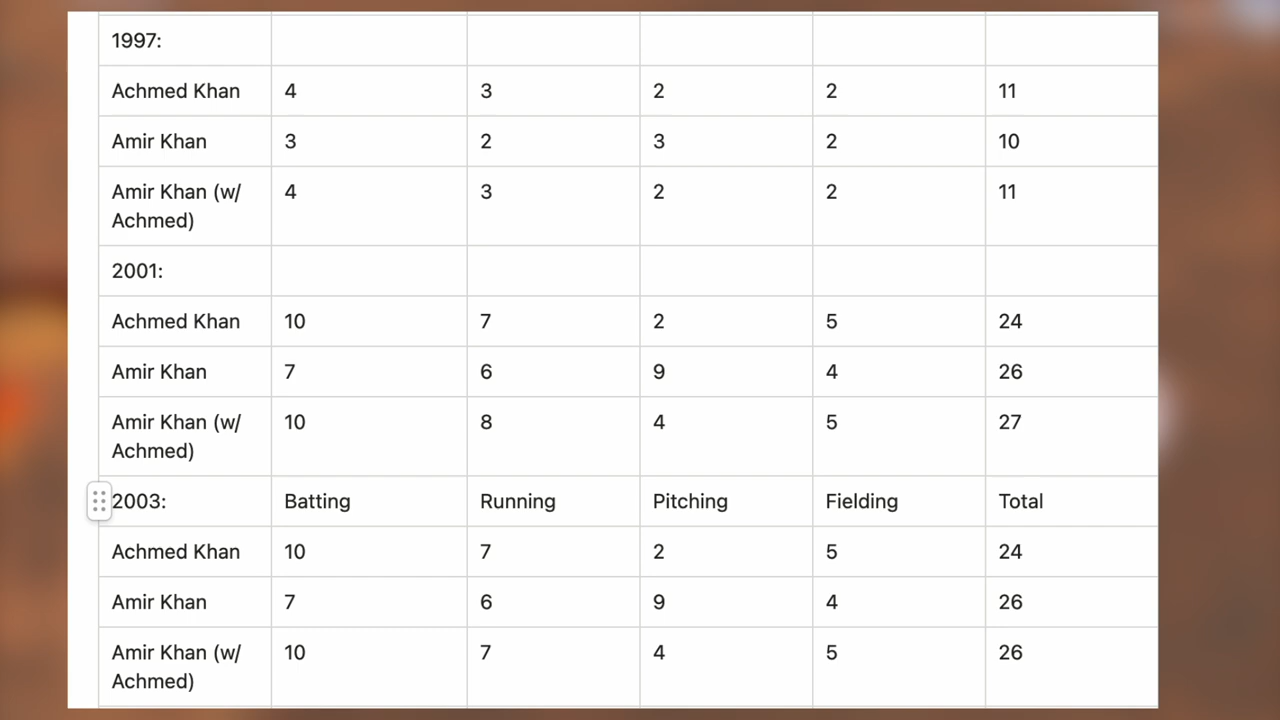 1997:
Achmed Khan 4 3 2 2 11
Amir Khan 3 2 3 2 10
Amir Khan (w/ 4 3 2 2 11
Achmed)
2001:
Achmed Khan 10 7 2 5 24
Amir Khan 7 6 9 4 26
Amir Khan (w/ 10 8 4 5 27
Achmed)
2003: Batting Running Pitching Fielding Total
Achmed Khan 10 7 2 5 24
Amir Khan 7 6 9 4 26
Amir Khan (w/ 10 7 4 5 26
Achmed)